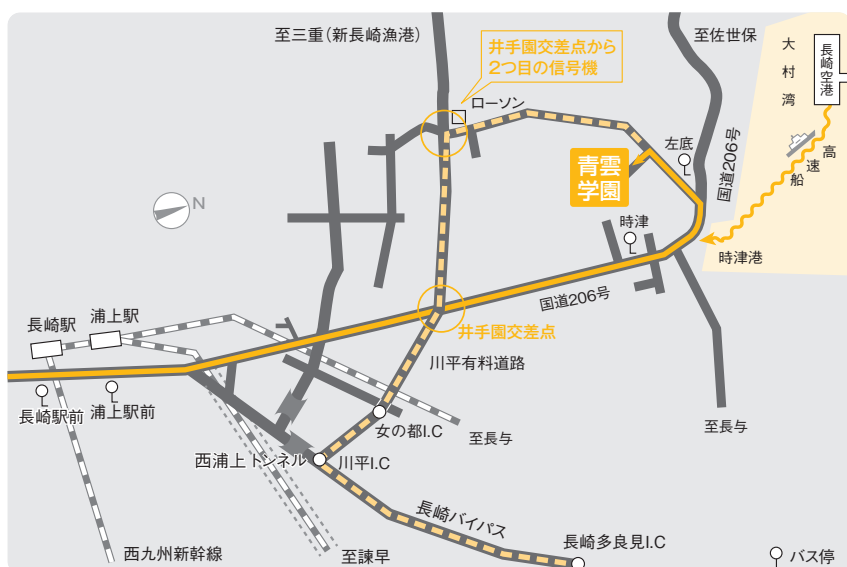 至三重（新長崎漁港）
井手園交差点から
2つ目の信号機
ローソン
至佐世保
大村湾
長崎空港
高速船
国道206号
左底
青雲
学園
時津
時津港
N
国道206号
井手園交差点
長崎駅
浦上駅
川平有料道路
長崎駅前
浦上駅前
女の都I.C
至長与
至長与
西浦上トンネル
川平I.C
長崎バイパス
長崎多良見I.C
西九州新幹線
至諫早
バス停